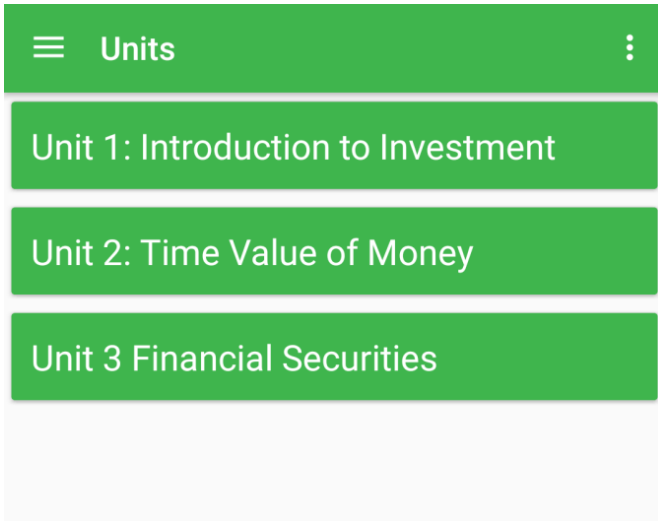 Units
Unit 1: Introduction to Investment
Unit 2: Time Value of Money
Unit 3 Financial Securities